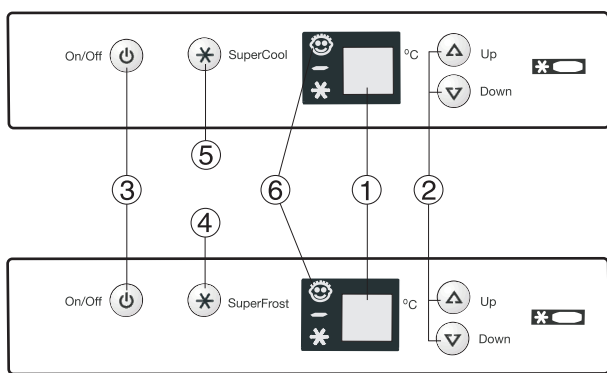 On/Off SuperCool °C Up
Down
5
3 6 1 2
4
On/Off SuperFrost °C Up
Down